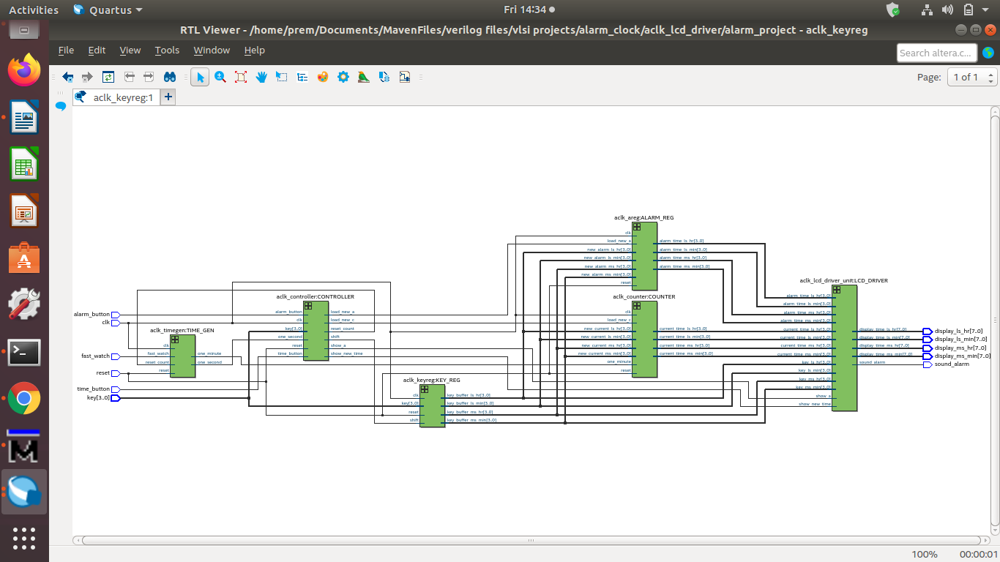 Activities
Quartus
Fri 14:34
RTL Viewer - /home/prem/Documents/MavenFiles/verilog files/vlsi projects/alarm_clock/aclk_lcd_driver/alarm_project - aclk_keyreg
File Edit View Tools Window Help
Search altera.c...
Page: 1 of 1
aclk_keyreg:1
alarm_button
clk
fast_watch
reset
time_button
key[3..0]
aclk_timegen:TIME_GEN
clk
fast_watch
reset_count
reset
one_minute
one_second
aclk_controller:CONTROLLER
alarm_button
clk
key[3..0]
one_second
reset
time_button
load_new_a
load_new_c
reset_count
shift
show_a
show_new_time
aclk_keyreg:KEY_REG
clk
key[3..0]
reset
shift
key_buffer_ls_hr[3..0]
key_buffer_ls_min[3..0]
key_buffer_ms_hr[3..0]
key_buffer_ms_min[3..0]
aclk_areg:ALARM_REG
clk
load_new_a
new_alarm_ls_hr[3..0]
new_alarm_ls_min[3..0]
new_alarm_ms_hr[3..0]
new_alarm_ms_min[3..0]
reset
alarm_time_ls_hr[3..0]
alarm_time_ls_min[3..0]
alarm_time_ms_hr[3..0]
alarm_time_ms_min[3..0]
aclk_counter:COUNTER
clk
load_new_c
new_current_ls_hr[3..0]
new_current_ls_min[3..0]
new_current_ms_hr[3..0]
new_current_ms_min[3..0]
one_minute
reset
current_time_ls_hr[3..0]
current_time_ls_min[3..0]
current_time_ms_hr[3..0]
current_time_ms_min[3..0]
aclk_lcd_driver_unit:LCD_DRIVER
alarm_time_ls_hr[3..0]
alarm_time_ls_min[3..0]
alarm_time_ms_hr[3..0]
alarm_time_ms_min[3..0]
current_time_ls_hr[3..0]
current_time_ls_min[3..0]
current_time_ms_hr[3..0]
current_time_ms_min[3..0]
key_ls_hr[3..0]
key_ls_min[3..0]
key_ms_hr[3..0]
key_ms_min[3..0]
show_a
show_new_time
display_time_ls_hr[7..0]
display_time_ls_min[7..0]
display_time_ms_hr[7..0]
display_time_ms_min[7..0]
sound_alarm
display_ls_hr[7..0]
display_ls_min[7..0]
display_ms_hr[7..0]
display_ms_min[7..0]
sound_alarm
100% 00:00:01